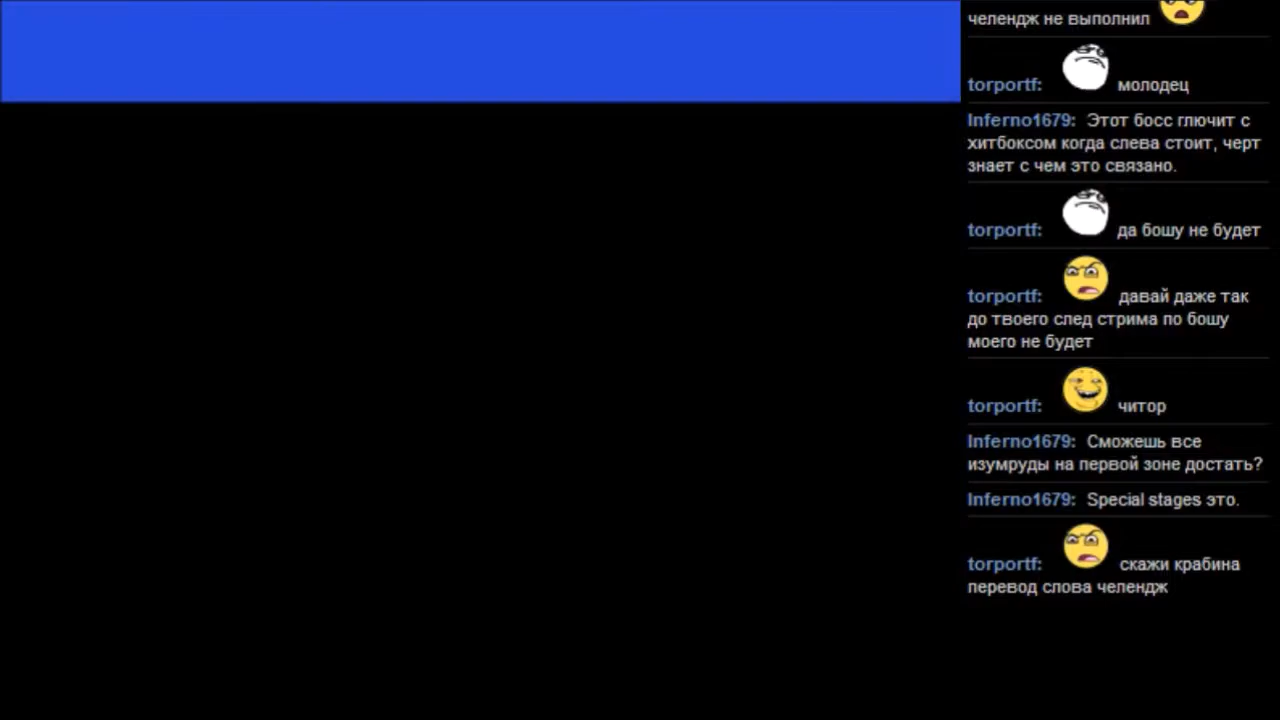 челендж не выполнил
torportf: молодец
Inferno1679: Этот босс глючит с
хитбоксом когда слева стоит, черт
знает с чем это связано.
torportf: да бошу не будет
torportf: давай даже так
до твоего след стрима по бошу
моего не будет
torportf: читор
Inferno1679: Сможешь все
изумруды на первой зоне достать?
Inferno1679: Special stages это.
torportf: скажи крабина
перевод слова челендж